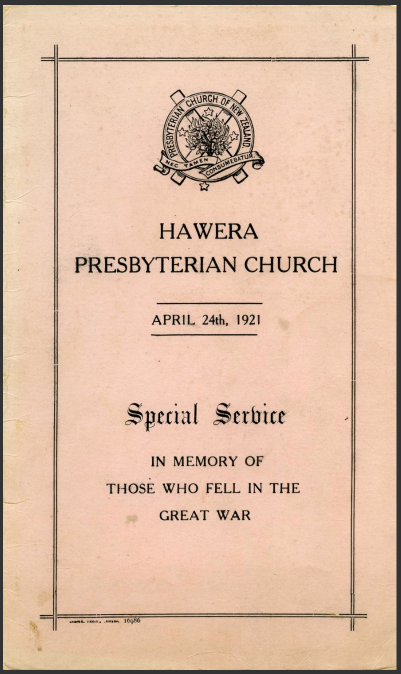 PRESBYTERIAN CHURCH OF NEW ZEALAND
NEC TAMEN CONSUMEBATUR
HAWERA
PRESBYTERIAN CHURCH
APRIL 24th, 1921
Special Service
IN MEMORY OF
THOSE WHO FELL IN THE
GREAT WAR
16986